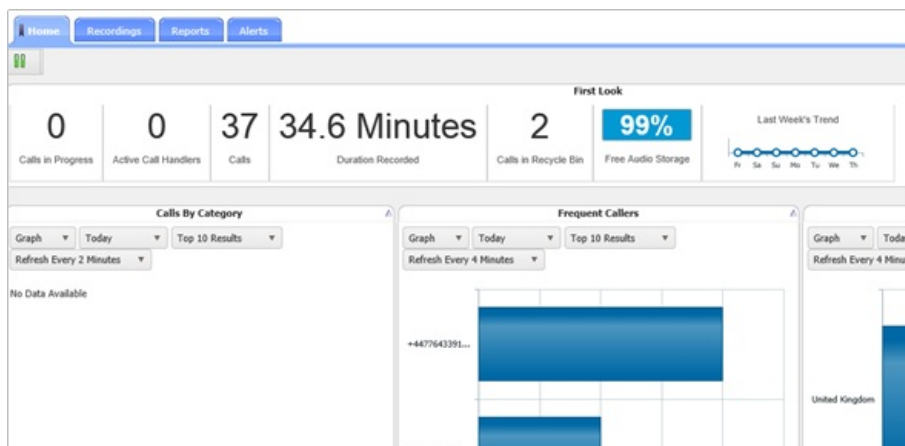 Home Recordings Reports Alerts
First Look
0 0 37 34.6 Minutes 2 99% Last Week's Trend
Calls in Progress Active Call Handlers Calls Duration Recorded Calls in Recycle Bin Free Audio Storage
Fr Sa Su Mo Tu We Th
Calls By Category Frequent Callers
Graph Today Top 10 Results Graph Today Top 10 Results Graph Toda
Refresh Every 2 Minutes Refresh Every 4 Minutes Refresh Every 4 Minu
No Data Available
+4477643391...
United Kingdom